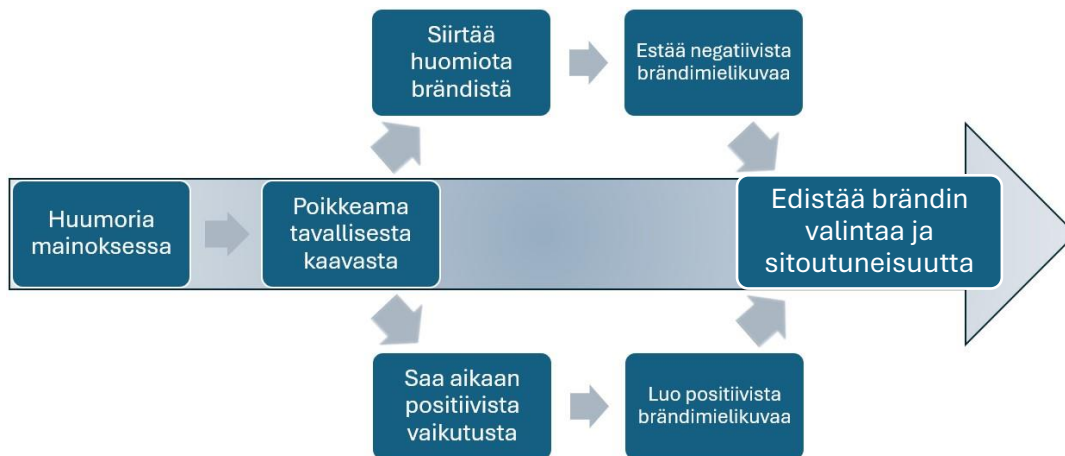 Siirtää
huomiota
brändistä
Estää negatiivista
brändimielikuvaa
Huumoria
mainoksessa
Poikkeama
tavallisesta
kaavasta
Edistää brändin
valintaa ja
sitoutuneisuutta
Saa aikaan
positiivista
vaikutusta
Luo positiivista
brändimielikuvaa